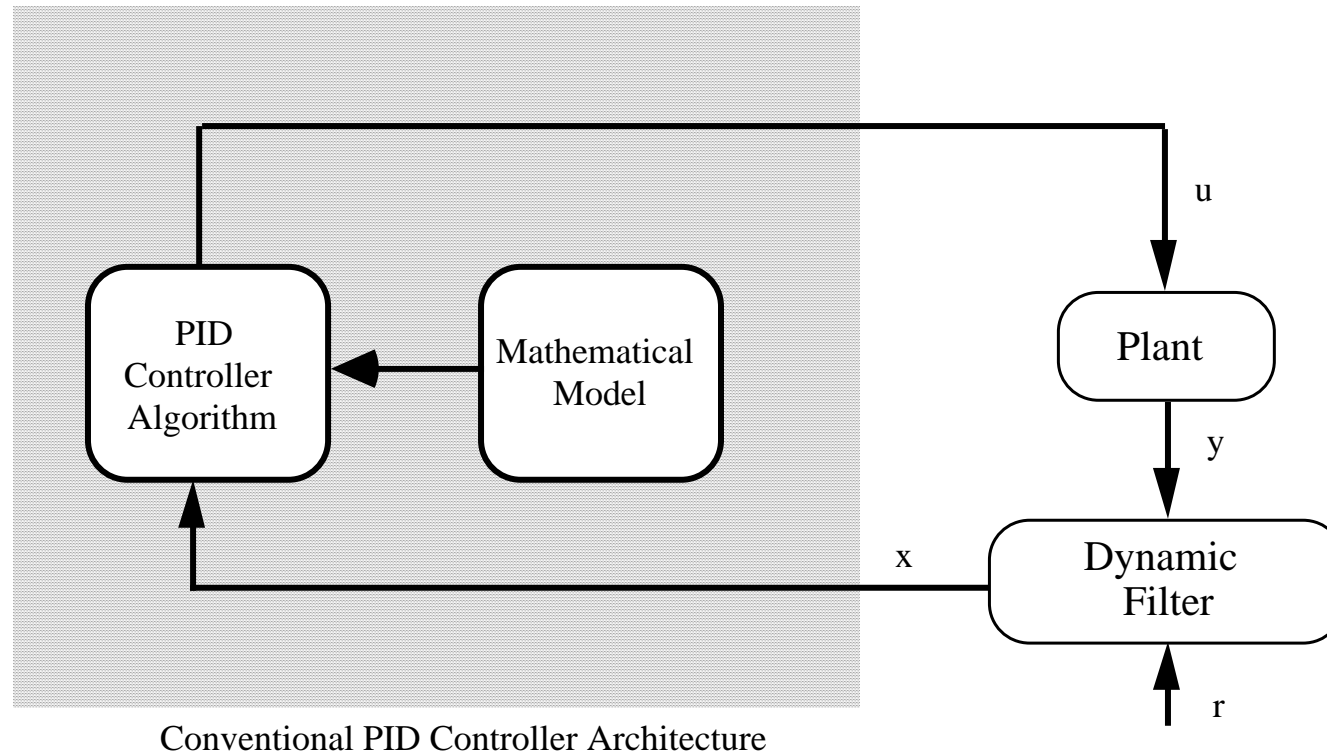 u
PID
Controller
Algorithm
Mathematical
Model
Plant
y
x
Dynamic
Filter
r
Conventional PID Controller Architecture